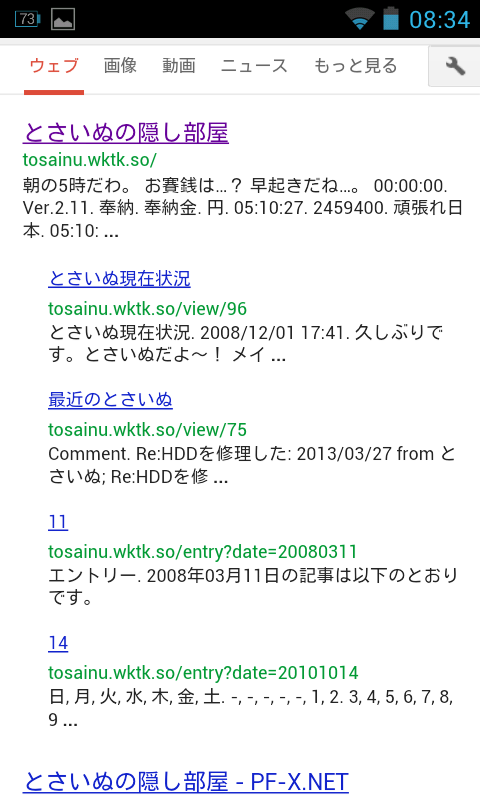 73 08:34
ウェブ 画像 動画 ニュース もっと見る
とさいぬの隠し部屋
tosainu.wktk.so/
朝の5時だわ。 お賽銭は…？ 早起きだね…。 00:00:00.
Ver.2.11. 奉納. 奉納金. 円. 05:10:27. 2459400. 頑張れ日
本. 05:10: ...
とさいぬ現在状況
tosainu.wktk.so/view/96
とさいぬ現在状況. 2008/12/01 17:41. 久しぶりで
す。とさいぬだよ～！ メイ ...
最近のとさいぬ
tosainu.wktk.so/view/75
Comment. Re:HDDを修理した: 2013/03/27 from と
さいぬ; Re:HDDを修 ...
11
tosainu.wktk.so/entry?date=20080311
エントリー. 2008年03月11日の記事は以下のとおり
です。
14
tosainu.wktk.so/entry?date=20101014
日, 月, 火, 水, 木, 金, 土. -, -, -, -, -, 1, 2. 3, 4, 5, 6, 7, 8,
9 ...
とさいぬの隠し部屋 - PF-X.NET